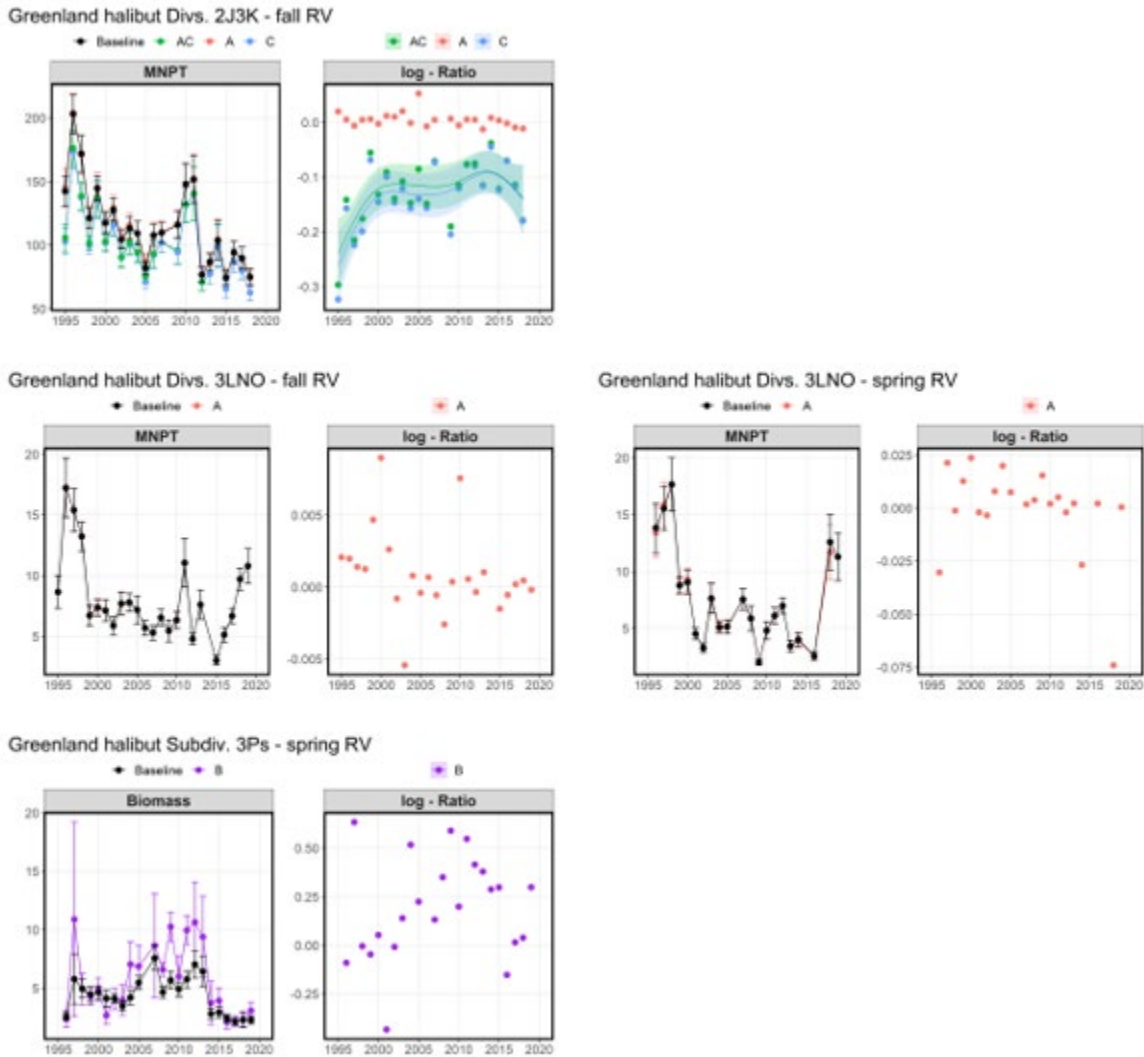 Greenland halibut Divs. 2J3K - fall RV
Baseline AC A C
AC A C
MNPT
log - Ratio
200
150
100
50
1995 2000 2005 2010 2015 2020
0.0
-0.1
-0.2
-0.3
1995 2000 2005 2010 2015 2020
Greenland halibut Divs. 3LNO - fall RV
Baseline A
A
MNPT
log - Ratio
20
15
10
5
1995 2000 2005 2010 2015 2020
0.005
0.000
-0.005
1995 2000 2005 2010 2015 2020
Greenland halibut Divs. 3LNO - spring RV
Baseline A
A
MNPT
log - Ratio
20
15
10
5
1995 2000 2005 2010 2015 2020
0.025
0.000
-0.025
-0.050
-0.075
1995 2000 2005 2010 2015 2020
Greenland halibut Subdiv. 3Ps - spring RV
Baseline B
B
Biomass
log - Ratio
20
15
10
5
1995 2000 2005 2010 2015 2020
0.50
0.25
0.00
-0.25
1995 2000 2005 2010 2015 2020